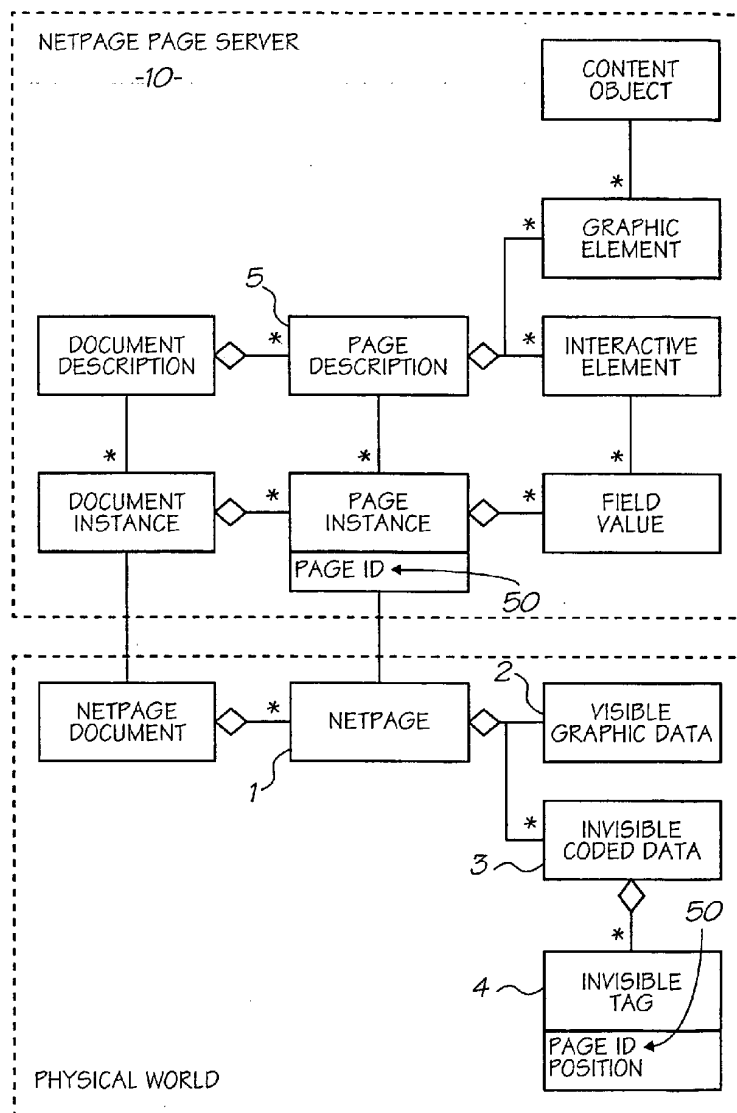 NETPAGE PAGE SERVER
-10-
CONTENT
OBJECT
*
*
GRAPHIC
ELEMENT
5
DOCUMENT
DESCRIPTION
*
PAGE
DESCRIPTION
*
INTERACTIVE
ELEMENT
*
*
*
DOCUMENT
INSTANCE
*
PAGE
INSTANCE
*
FIELD
VALUE
PAGE ID
50
NETPAGE
DOCUMENT
*
NETPAGE
1
2
VISIBLE
GRAPHIC DATA
*
INVISIBLE
CODED DATA
3
*
50
4
INVISIBLE
TAG
PAGE ID
POSITION
PHYSICAL WORLD